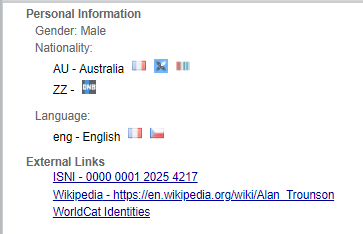 Personal Information
Gender: Male
Nationality:
AU - Australia
ZZ - DNB
Language:
eng - English
External Links
ISNI - 0000 0001 2025 4217
Wikipedia - https://en.wikipedia.org/wiki/Alan_Trounson
WorldCat Identities